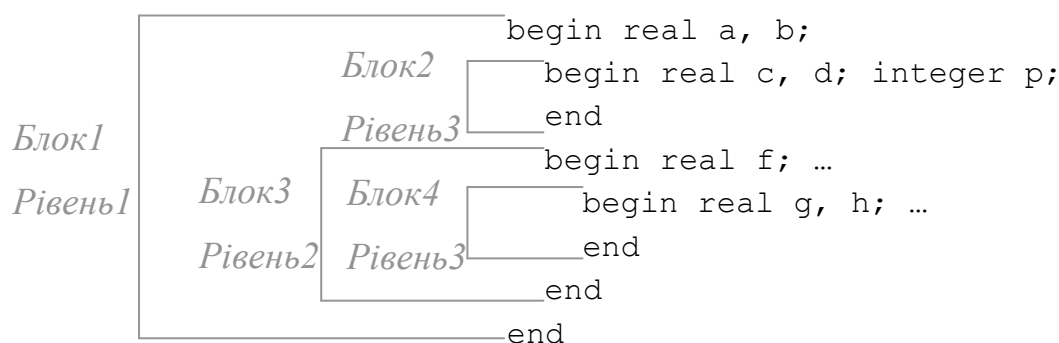 begin real a, b;
Блок2
begin real c, d; integer p;
Рівень3
end
Блок1
begin real f; …
Рівень1
Блок3
Блок4
begin real g, h; …
Рівень2
Рівень3
end
end
end